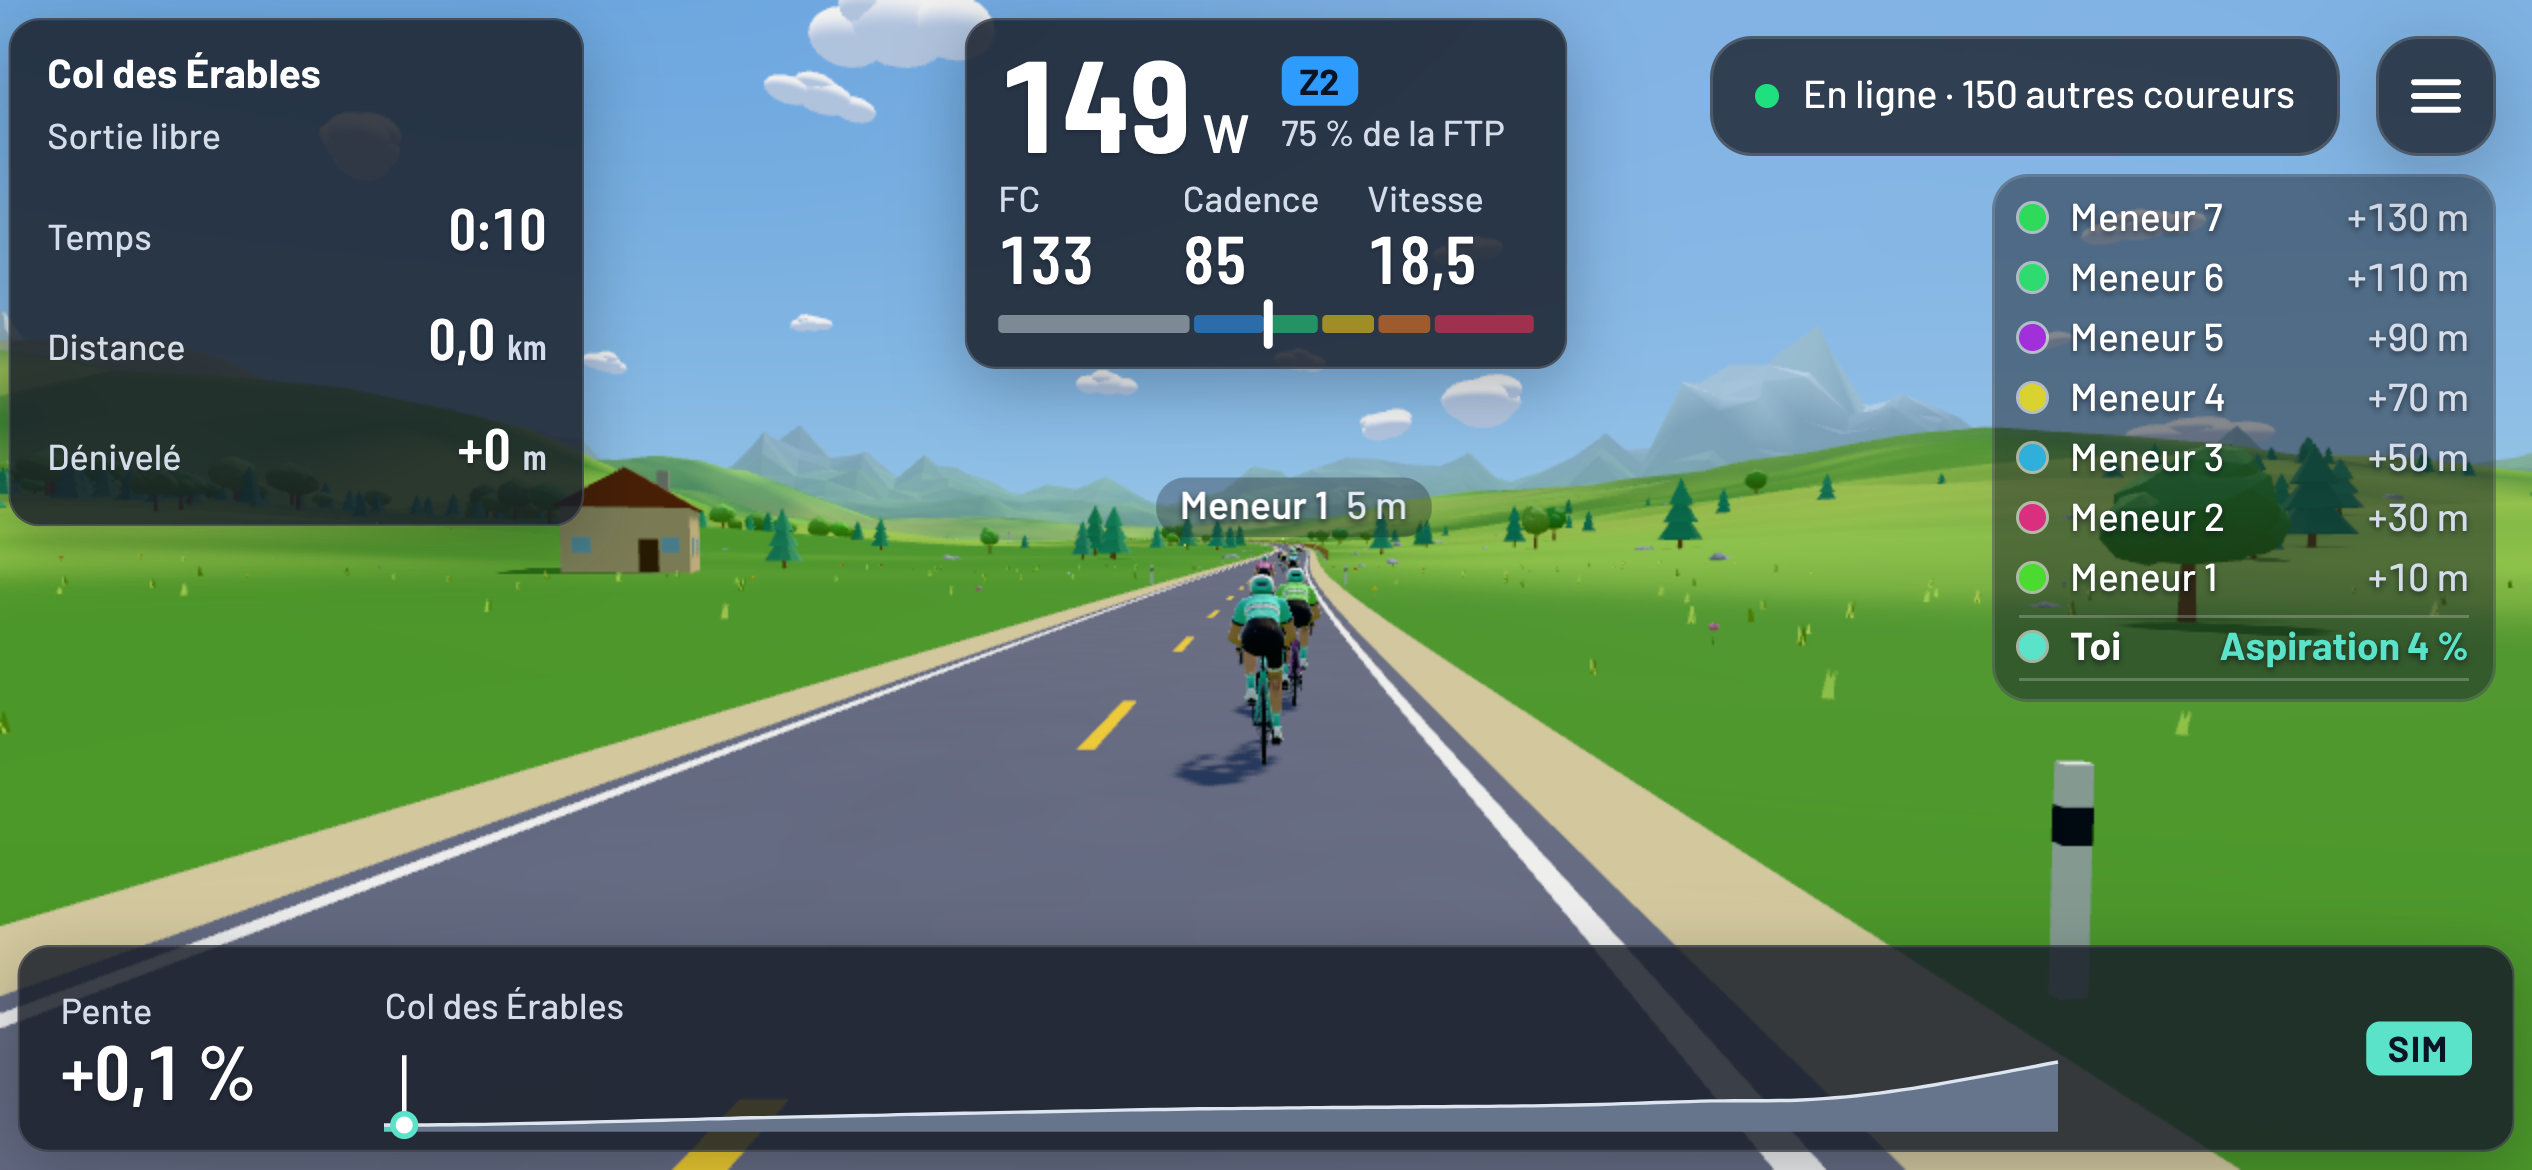 Col des Érables
Sortie libre
Temps 0:10
Distance 0,0 km
Dénivelé +0 m
149 W
Z2
75 % de la FTP
FC Cadence Vitesse
133 85 18,5
En ligne · 150 autres coureurs
Meneur 7 +130 m
Meneur 6 +110 m
Meneur 5 +90 m
Meneur 4 +70 m
Meneur 3 +50 m
Meneur 2 +30 m
Meneur 1 +10 m
Toi Aspiration 4 %
Meneur 1 5 m
Pente
+0,1 %
Col des Érables
SIM